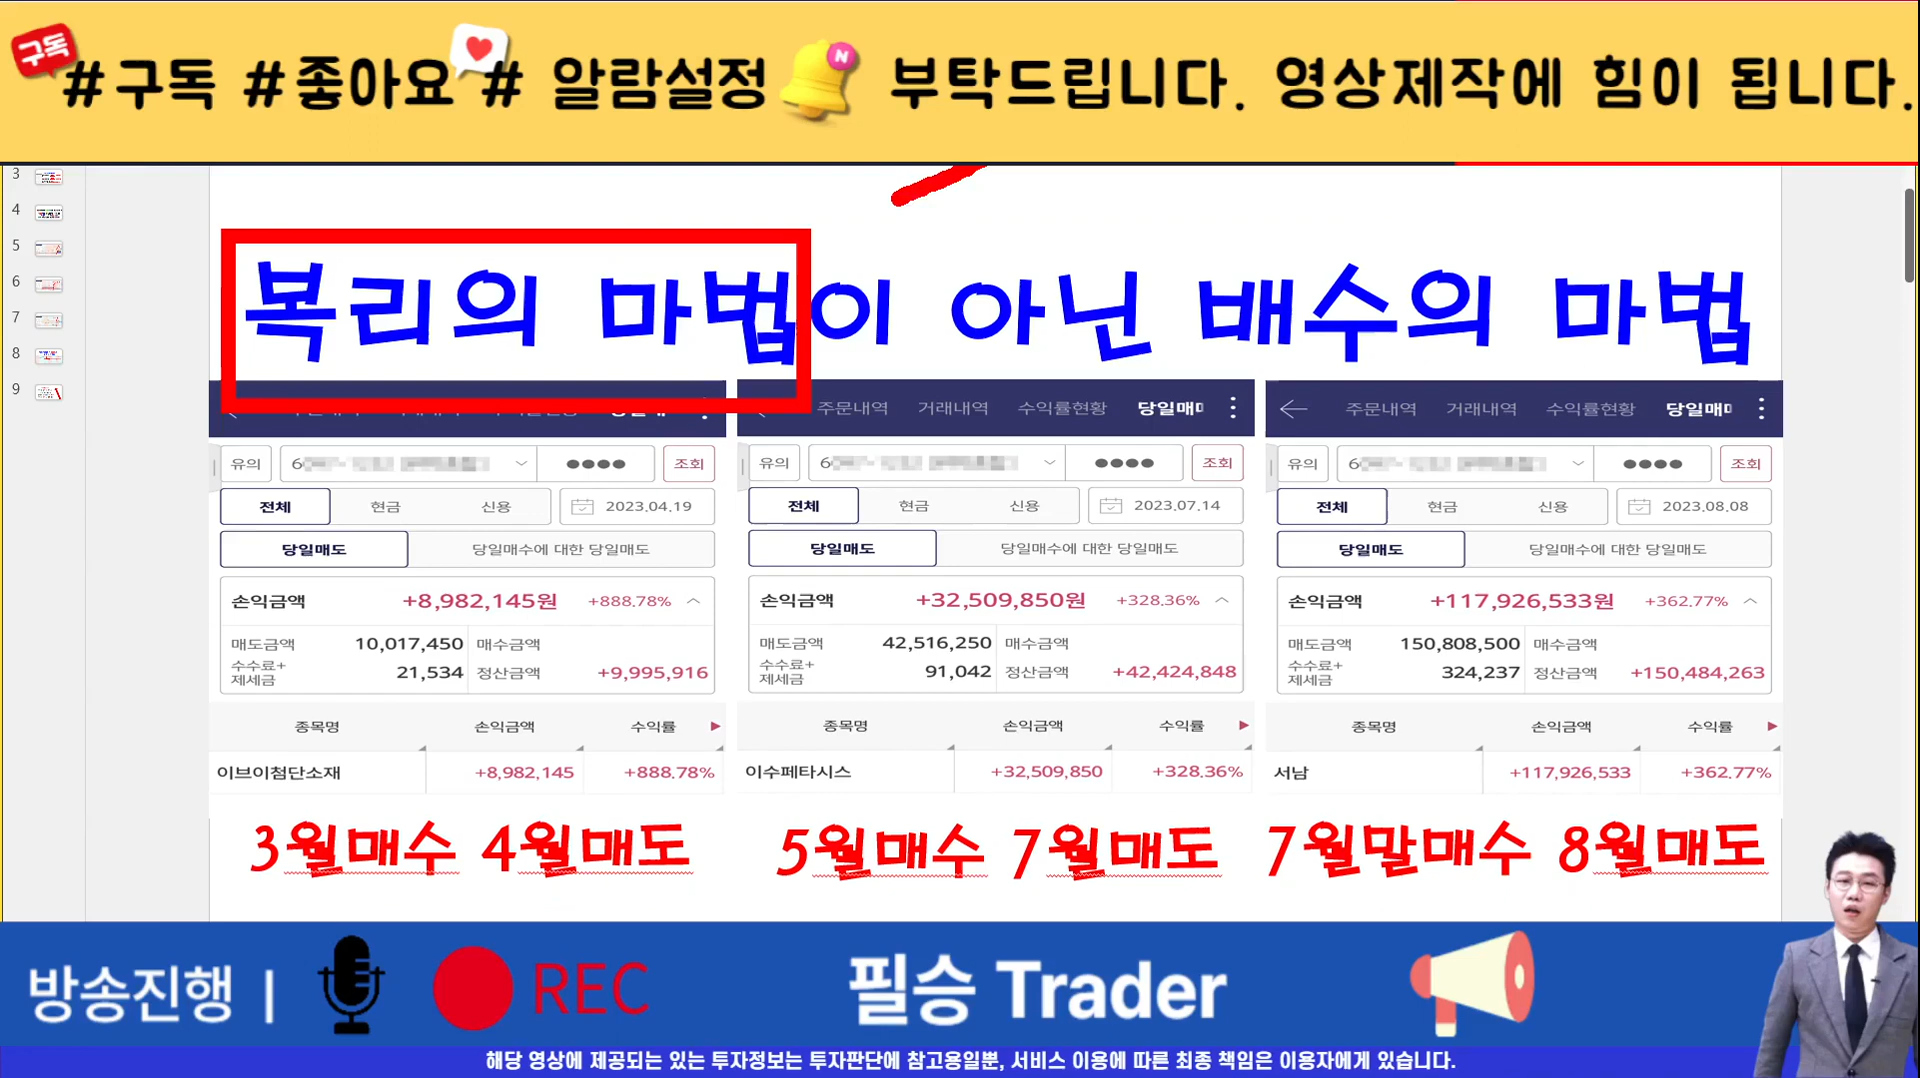 구독
#구독 #좋아요 # 알람설정 N 부탁드립니다. 영상제작에 힘이 됩니다.
3
4
5
6
7
8
9
복리의 마법이 아닌 배수의 마법
유의 6 ●●●● 조회
전체 현금 신용 2023.04.19
당일매도 당일매수에 대한 당일매도
손익금액 +8,982,145원 +888.78%
매도금액 10,017,450 매수금액
수수료+
제세금 21,534 정산금액 +9,995,916
종목명 손익금액 수익률
이브이첨단소재 +8,982,145 +888.78%
3월매수 4월매도
주문내역 거래내역 수익률현황 당일매
유의 6 ●●●● 조회
전체 현금 신용 2023.07.14
당일매도 당일매수에 대한 당일매도
손익금액 +32,509,850원 +328.36%
매도금액 42,516,250 매수금액
수수료+
제세금 91,042 정산금액 +42,424,848
종목명 손익금액 수익률
이수페타시스 +32,509,850 +328.36%
5월매수 7월매도
주문내역 거래내역 수익률현황 당일매
유의 6 ●●●● 조회
전체 현금 신용 2023.08.08
당일매도 당일매수에 대한 당일매도
손익금액 +117,926,533원 +362.77%
매도금액 150,808,500 매수금액
수수료+
제세금 324,237 정산금액 +150,484,263
종목명 손익금액 수익률
서남 +117,926,533 +362.77%
7월말매수 8월매도
방송진행 | REC 필승 Trader
해당 영상에 제공되는 있는 투자정보는 투자판단에 참고용일뿐, 서비스 이용에 따른 최종 책임은 이용자에게 있습니다.